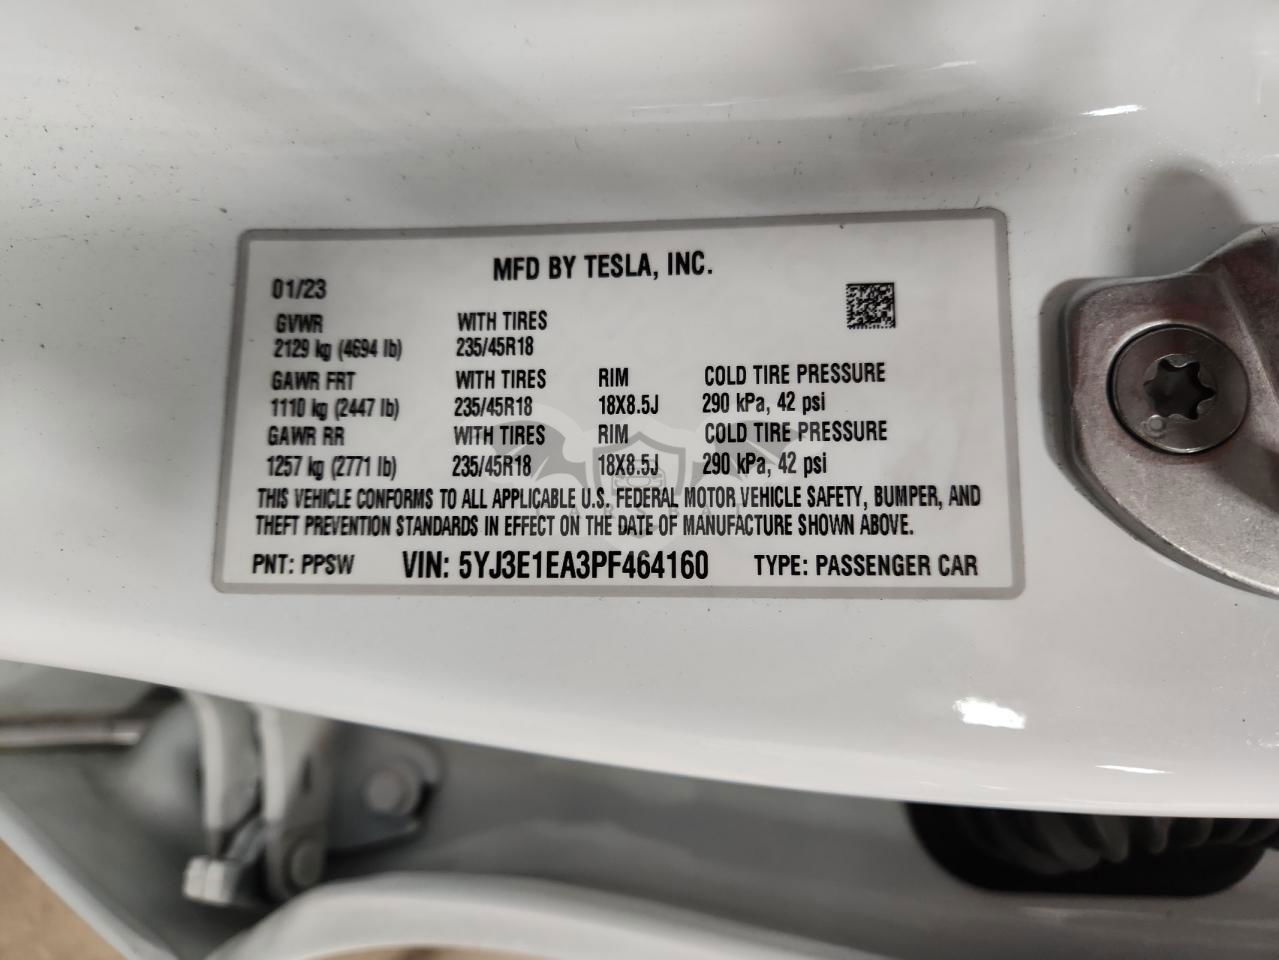 MFD BY TESLA, INC.
01/23
GVWR WITH TIRES
2129 kg (4694 lb) 235/45R18
GAWR FRT WITH TIRES RIM COLD TIRE PRESSURE
1110 kg (2447 lb) 235/45R18 18X8.5J 290 kPa, 42 psi
GAWR RR WITH TIRES RIM COLD TIRE PRESSURE
1257 kg (2771 lb) 235/45R18 18X8.5J 290 kPa, 42 psi
THIS VEHICLE CONFORMS TO ALL APPLICABLE U.S. FEDERAL MOTOR VEHICLE SAFETY, BUMPER, AND
THEFT PREVENTION STANDARDS IN EFFECT ON THE DATE OF MANUFACTURE SHOWN ABOVE.
PNT: PPSW VIN: 5YJ3E1EA3PF464160 TYPE: PASSENGER CAR